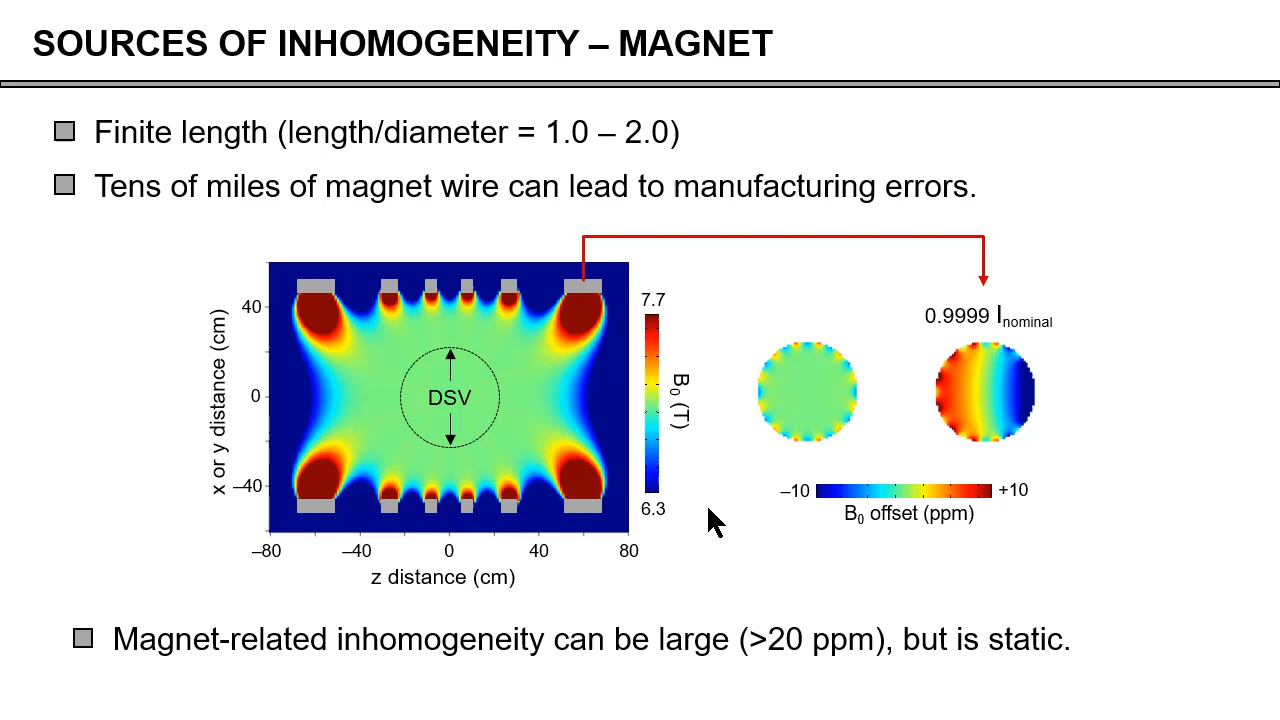 SOURCES OF INHOMOGENEITY – MAGNET
Finite length (length/diameter = 1.0 – 2.0)
Tens of miles of magnet wire can lead to manufacturing errors.
x or y distance (cm)
40
0
–40
–80
–40
0
40
80
z distance (cm)
DSV
7.7
B0 (T)
6.3
0.9999 Inominal
–10
+10
B0 offset (ppm)
Magnet-related inhomogeneity can be large (>20 ppm), but is static.